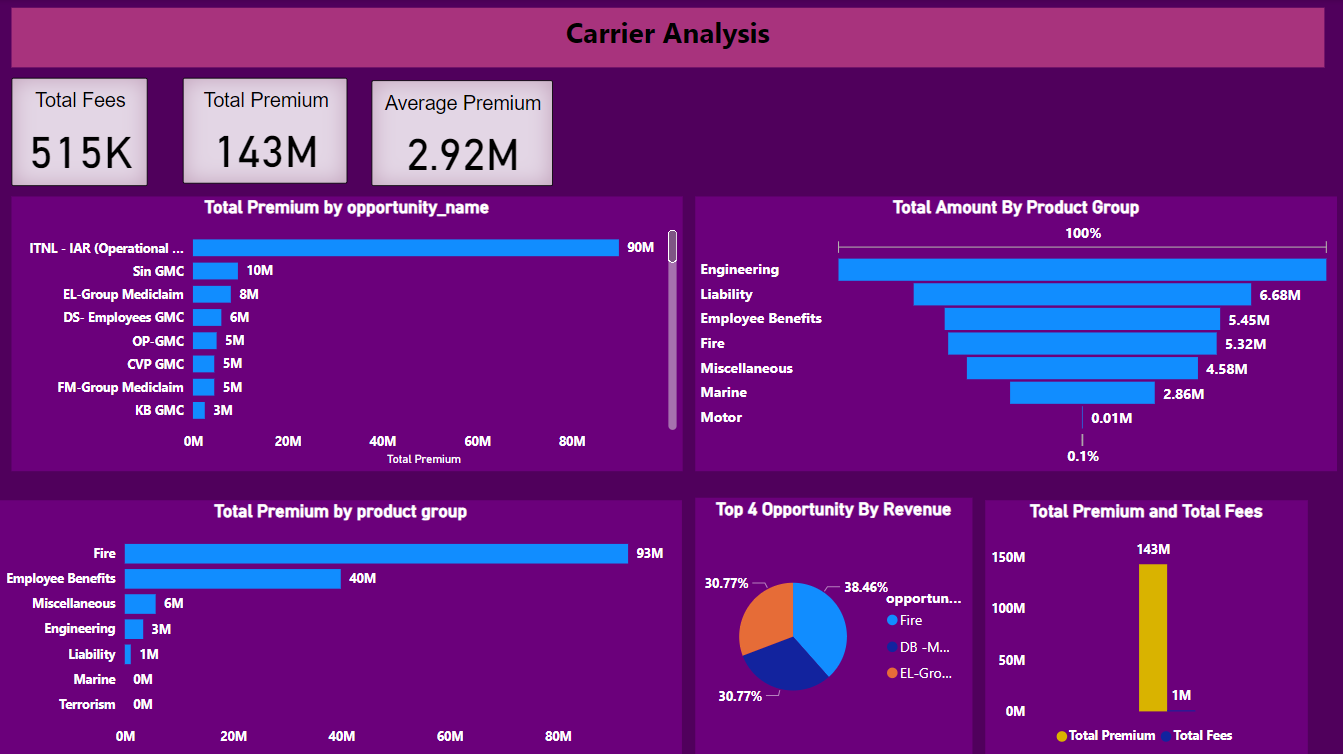 Carrier Analysis
Total Fees
515K
Total Premium
143M
Average Premium
2.92M
Total Premium by opportunity_name
ITNL - IAR (Operational ...
90M
Sin GMC
10M
EL-Group Mediclaim
8M
DS- Employees GMC
6M
OP-GMC
5M
CVP GMC
5M
FM-Group Mediclaim
5M
KB GMC
3M
0M 20M 40M 60M 80M
Total Premium
Total Amount By Product Group
100%
Engineering
Liability
6.68M
Employee Benefits
5.45M
Fire
5.32M
Miscellaneous
4.58M
Marine
2.86M
Motor
0.01M
0.1%
Total Premium by product group
Fire
93M
Employee Benefits
40M
Miscellaneous
6M
Engineering
3M
Liability
1M
Marine
0M
Terrorism
0M
0M 20M 40M 60M 80M
Top 4 Opportunity By Revenue
30.77%
38.46%
30.77%
opportun...
Fire
DB -M...
EL-Gro...
Total Premium and Total Fees
143M
150M
100M
50M
0M
1M
Total Premium Total Fees